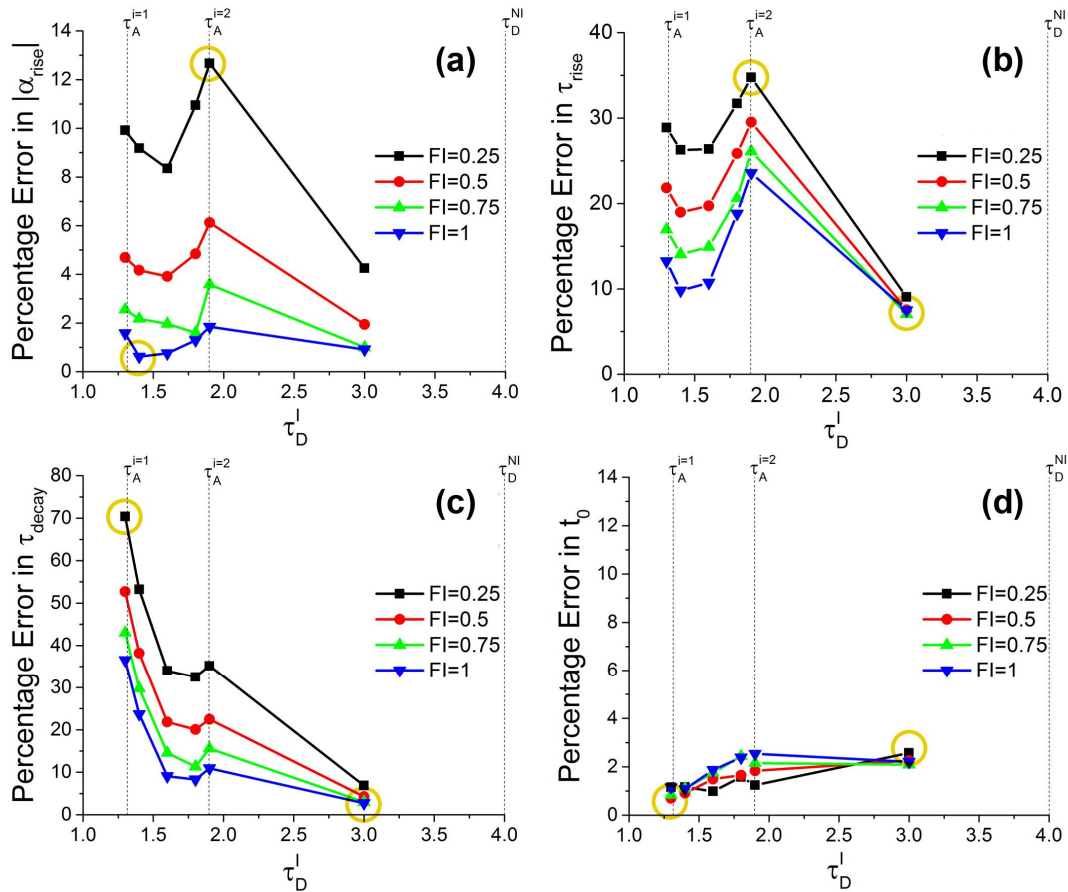 τ_A^{i=1} τ_A^{i=2} τ_D^{NI}
(a)
Percentage Error in |α_rise|
14
12
10
8
6
4
2
0
FI=0.25
FI=0.5
FI=0.75
FI=1
1.0 1.5 2.0 2.5 3.0 3.5 4.0
τ_D^I
τ_A^{i=1} τ_A^{i=2} τ_D^{NI}
(b)
Percentage Error in τ_rise
40
30
20
10
0
FI=0.25
FI=0.5
FI=0.75
FI=1
1.0 1.5 2.0 2.5 3.0 3.5 4.0
τ_D^I
τ_A^{i=1} τ_A^{i=2} τ_D^{NI}
(c)
Percentage Error in τ_decay
80
70
60
50
40
30
20
10
0
FI=0.25
FI=0.5
FI=0.75
FI=1
1.0 1.5 2.0 2.5 3.0 3.5 4.0
τ_D^I
τ_A^{i=1} τ_A^{i=2} τ_D^{NI}
(d)
Percentage Error in t_0
14
12
10
8
6
4
2
0
FI=0.25
FI=0.5
FI=0.75
FI=1
1.0 1.5 2.0 2.5 3.0 3.5 4.0
τ_D^I